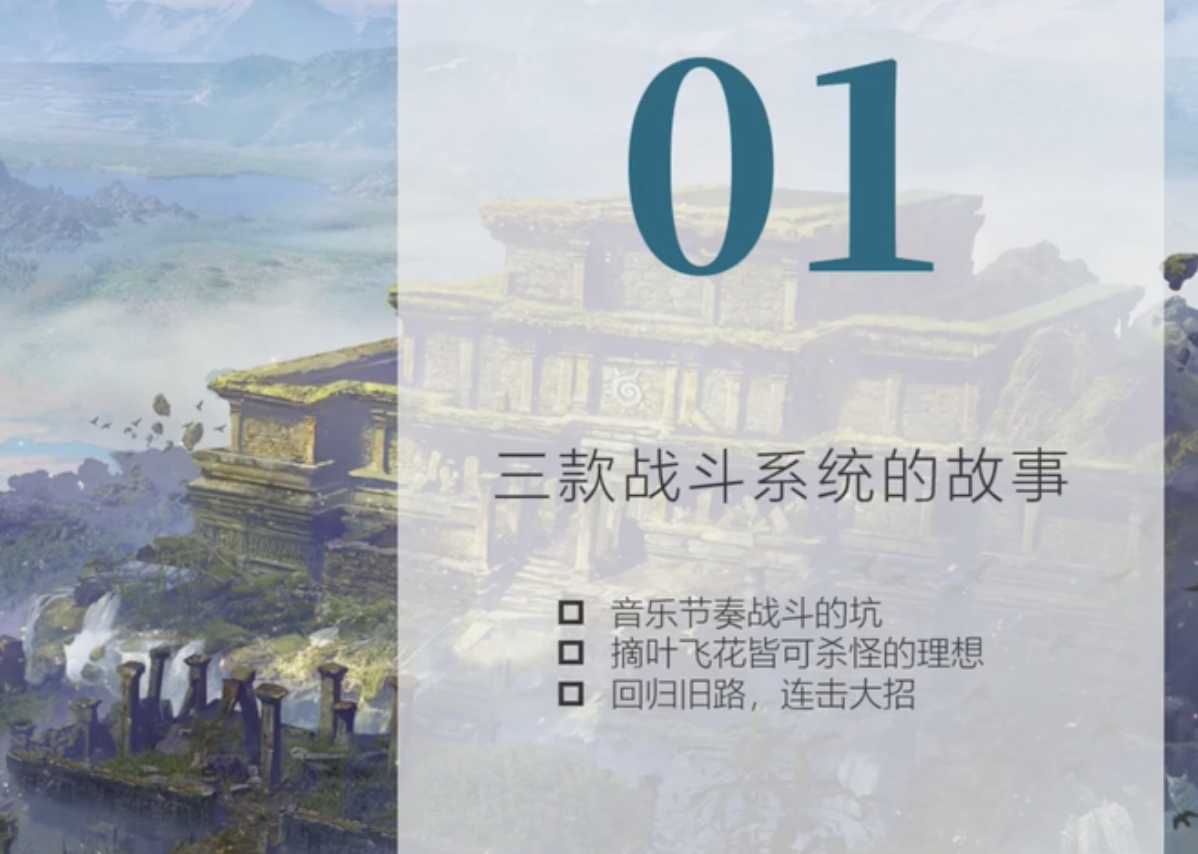 01
三款战斗系统的故事
音乐节奏战斗的坑
摘叶飞花皆可杀怪的理想
回归旧路，连击大招